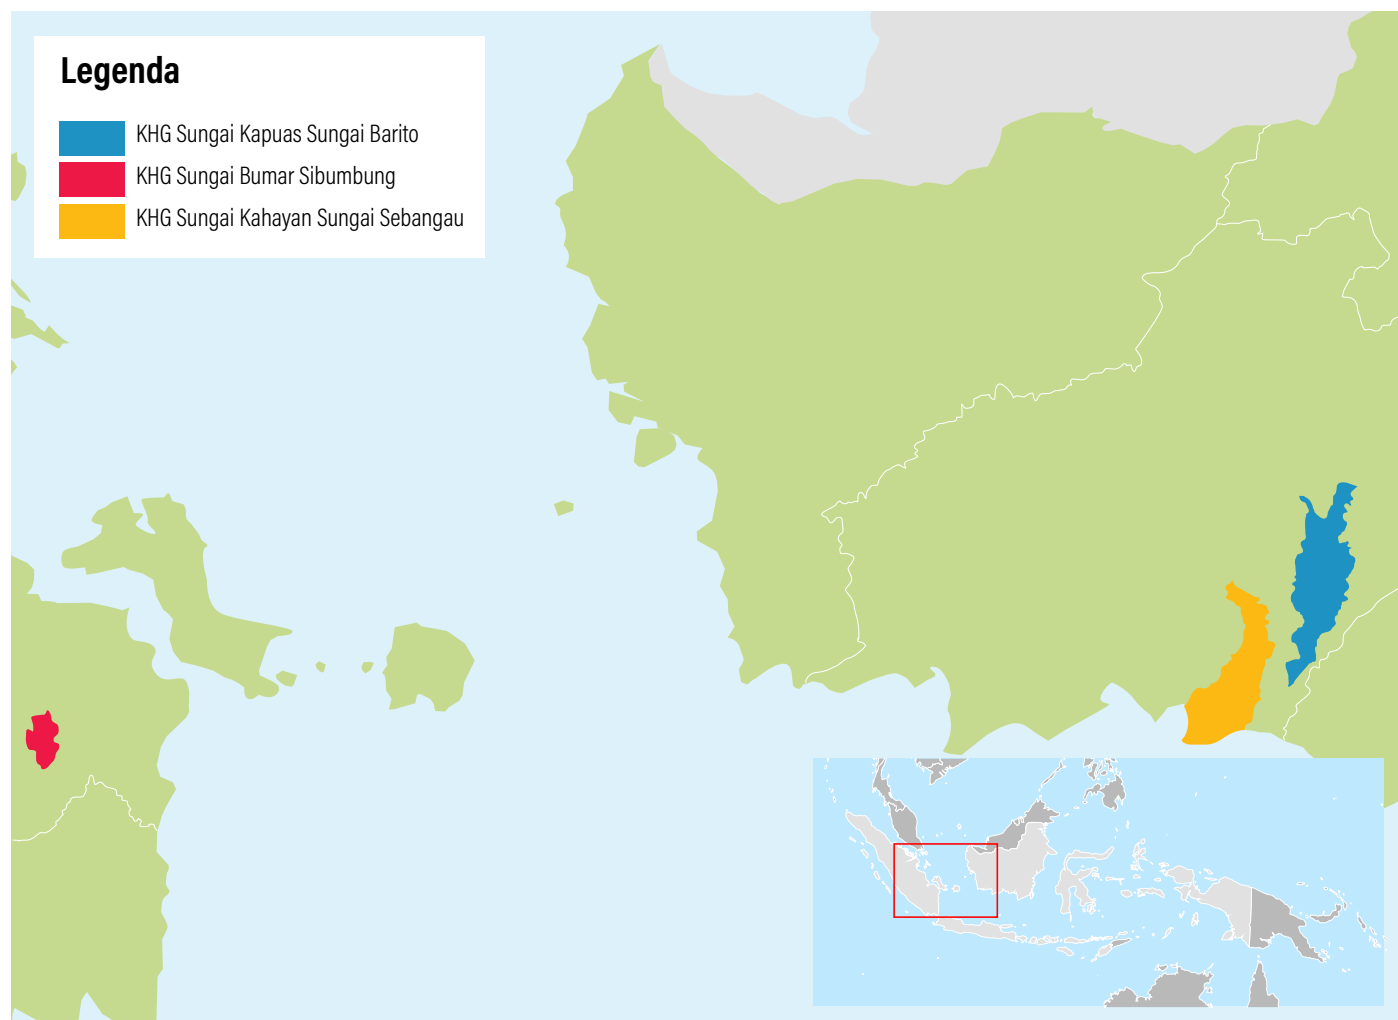 Legenda
KHG Sungai Kapuas Sungai Barito
KHG Sungai Bumar Sibumbung
KHG Sungai Kahayan Sungai Sebangau